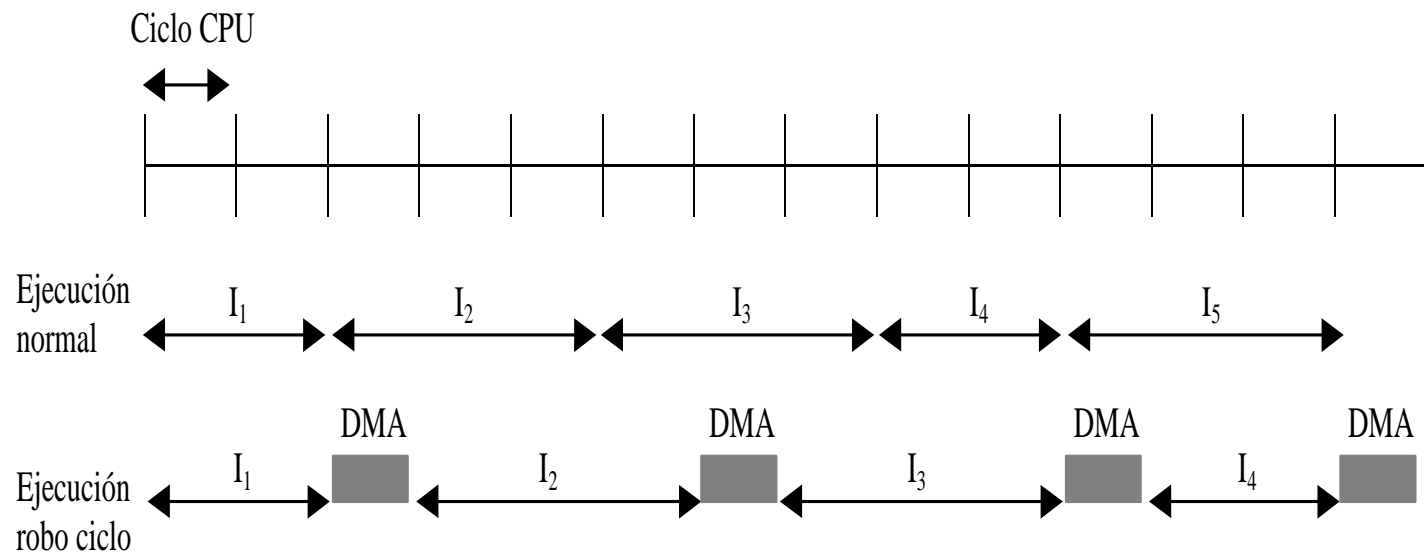 Ciclo CPU
Ejecución
normal
I₁ I₂ I₃ I₄ I₅
DMA DMA DMA DMA
Ejecución
robo ciclo
I₁ I₂ I₃ I₄